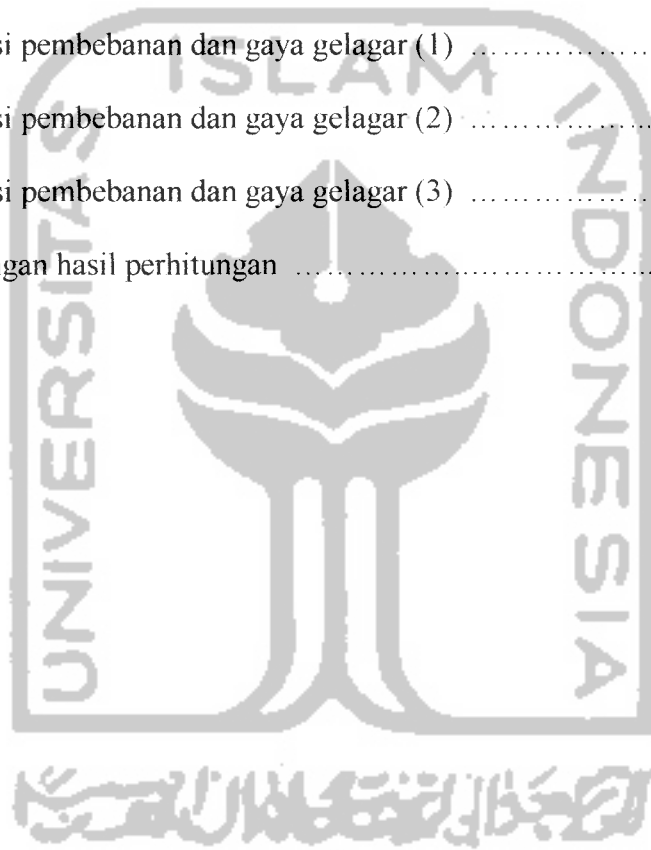 si pembebanan dan gaya gelagar (1) ……………………
si pembebanan dan gaya gelagar (2) ……………………
si pembebanan dan gaya gelagar (3) ……………………
gan hasil perhitungan ……………………………………
ISLAM
UNIVERSITAS
INDONESIA